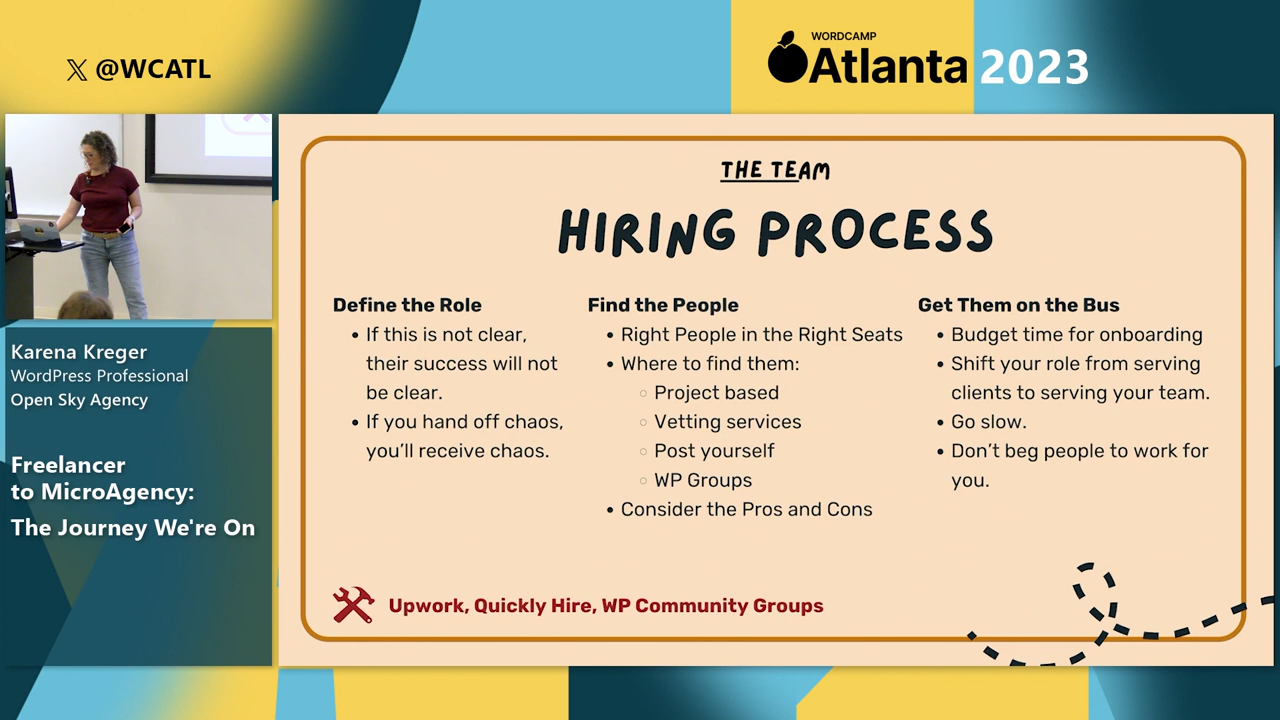 𝕏 @WCATL
WORDCAMP
Atlanta 2023
Karena Kreger
WordPress Professional
Open Sky Agency
Freelancer
to MicroAgency:
The Journey We're On
THE TEAM
HIRING PROCESS
Define the Role
• If this is not clear,
their success will not
be clear.
• If you hand off chaos,
you’ll receive chaos.
Find the People
• Right People in the Right Seats
• Where to find them:
○ Project based
○ Vetting services
○ Post yourself
○ WP Groups
• Consider the Pros and Cons
Get Them on the Bus
• Budget time for onboarding
• Shift your role from serving
clients to serving your team.
• Go slow.
• Don’t beg people to work for
you.
Upwork, Quickly Hire, WP Community Groups